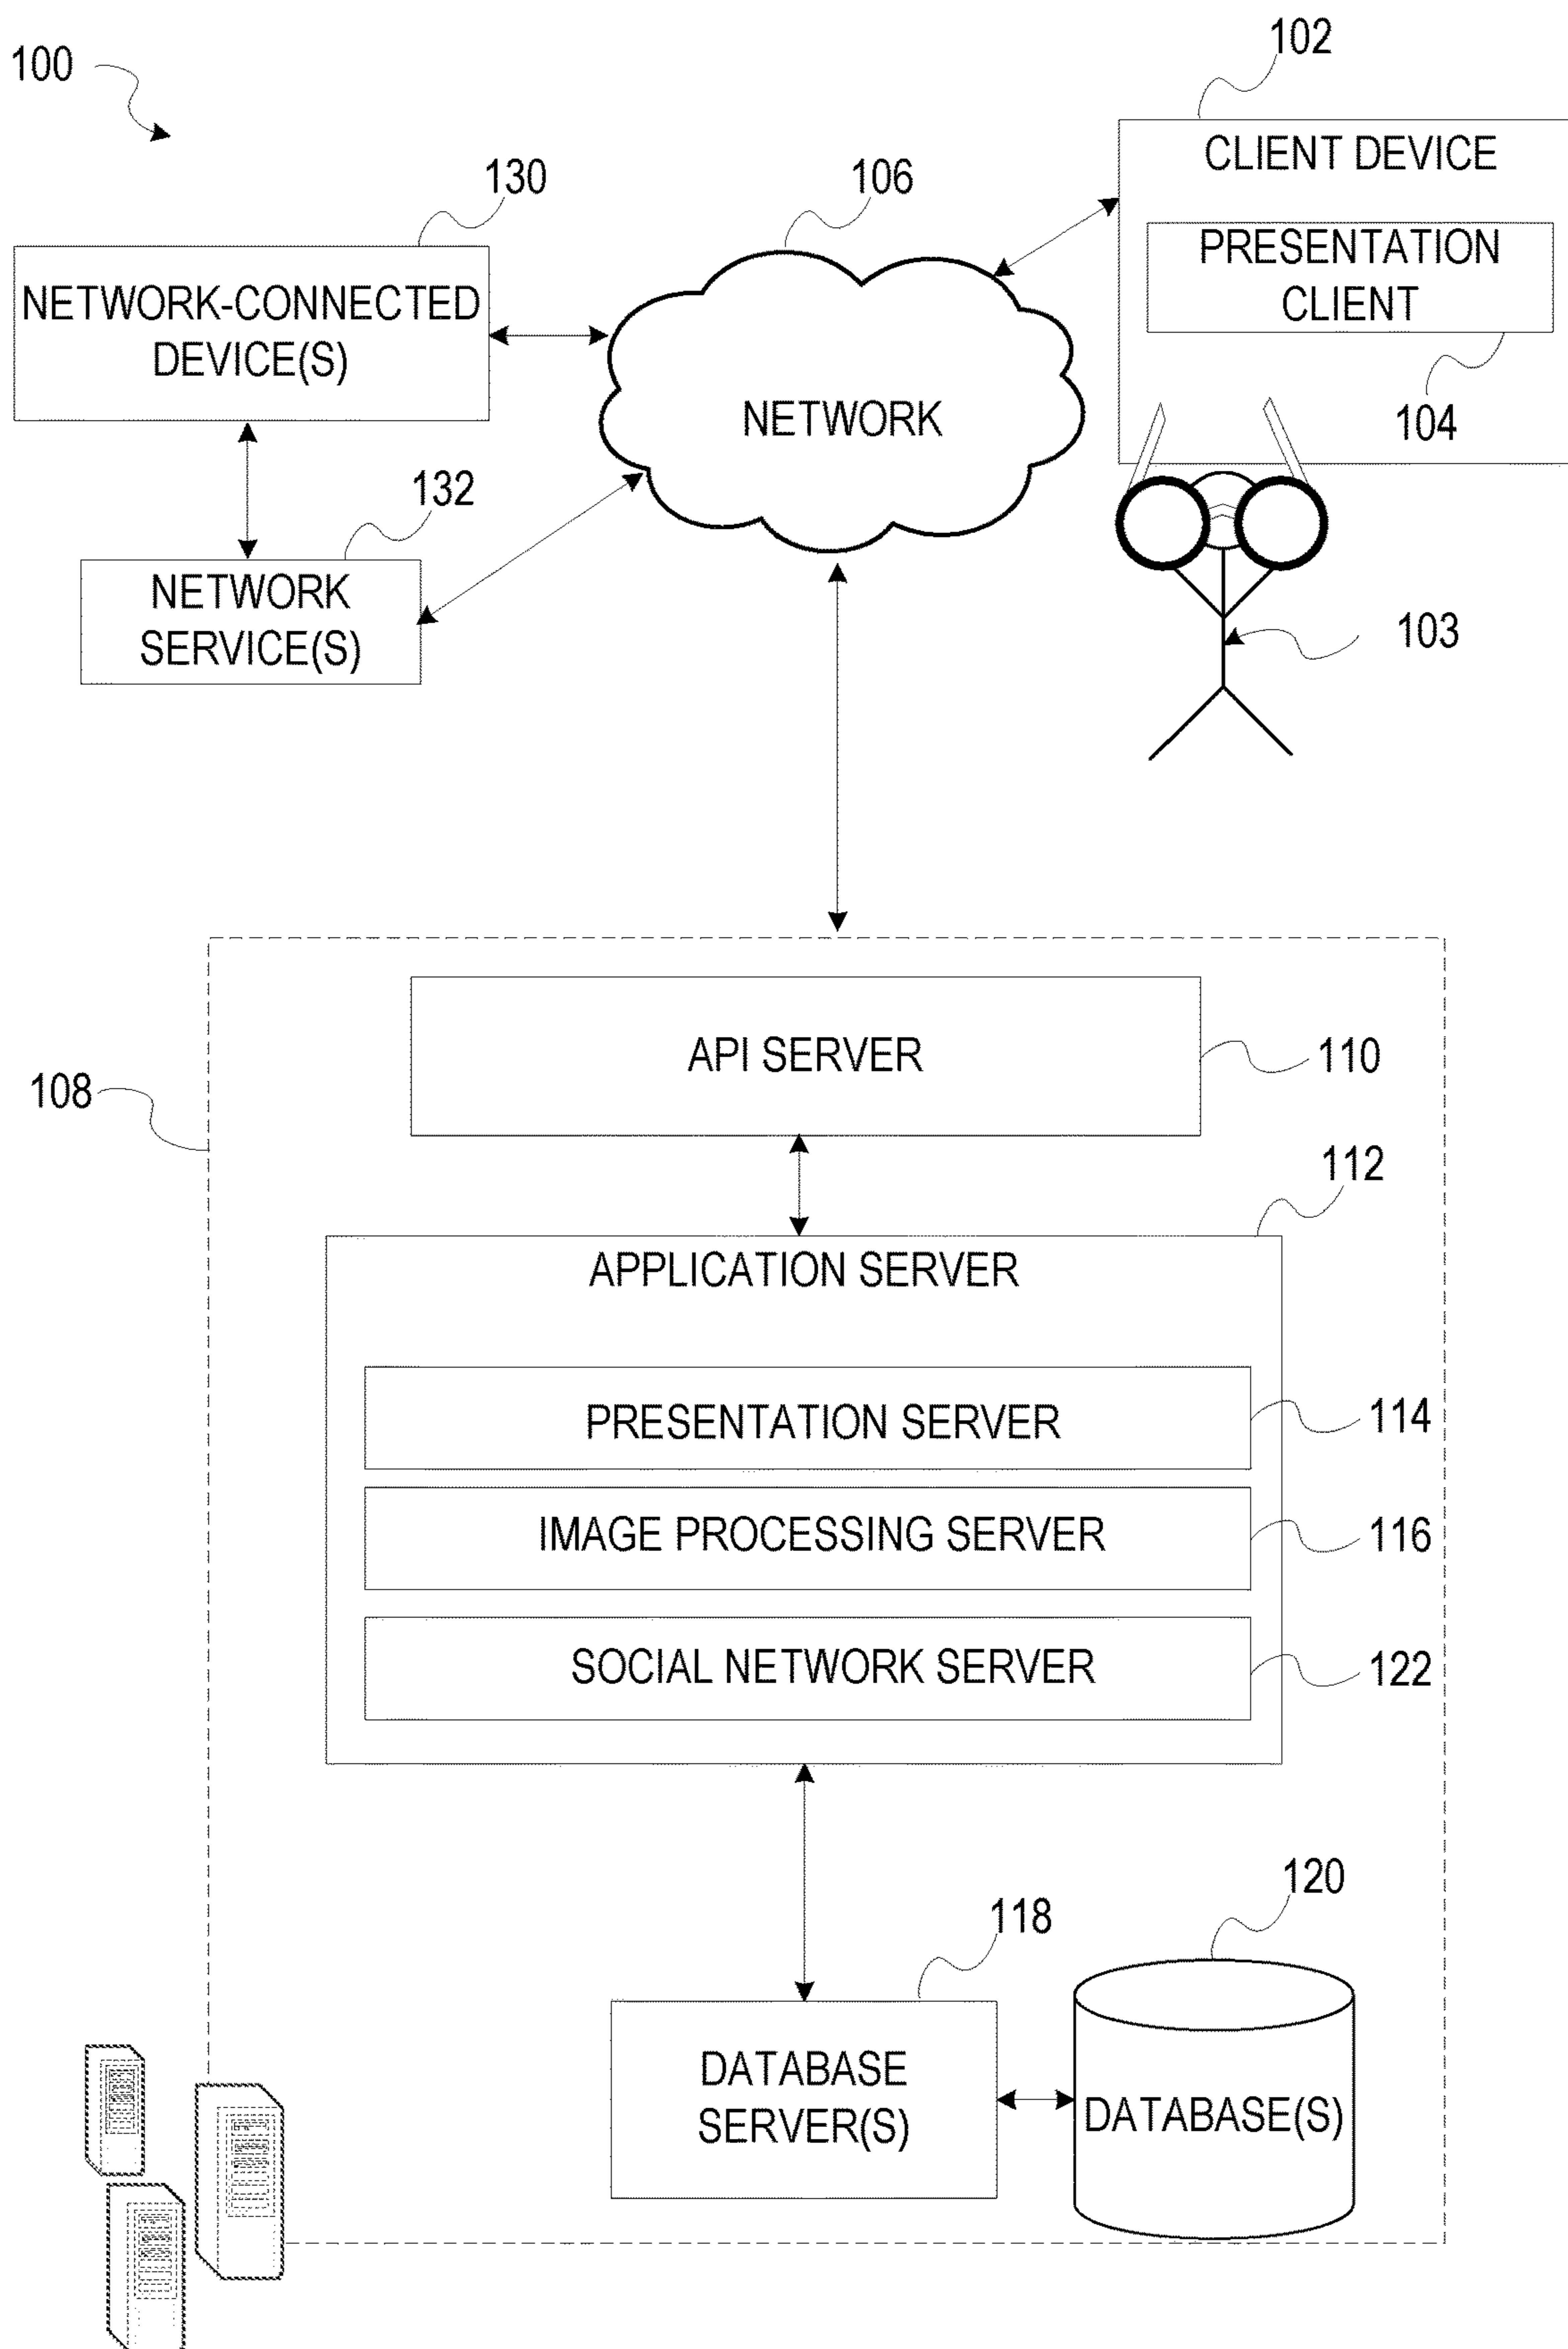 100
102
CLIENT DEVICE
PRESENTATION
CLIENT
104
130
NETWORK-CONNECTED
DEVICE(S)
106
NETWORK
132
NETWORK
SERVICE(S)
103
108
API SERVER
110
112
APPLICATION SERVER
PRESENTATION SERVER
114
IMAGE PROCESSING SERVER
116
SOCIAL NETWORK SERVER
122
118
DATABASE
SERVER(S)
120
DATABASE(S)